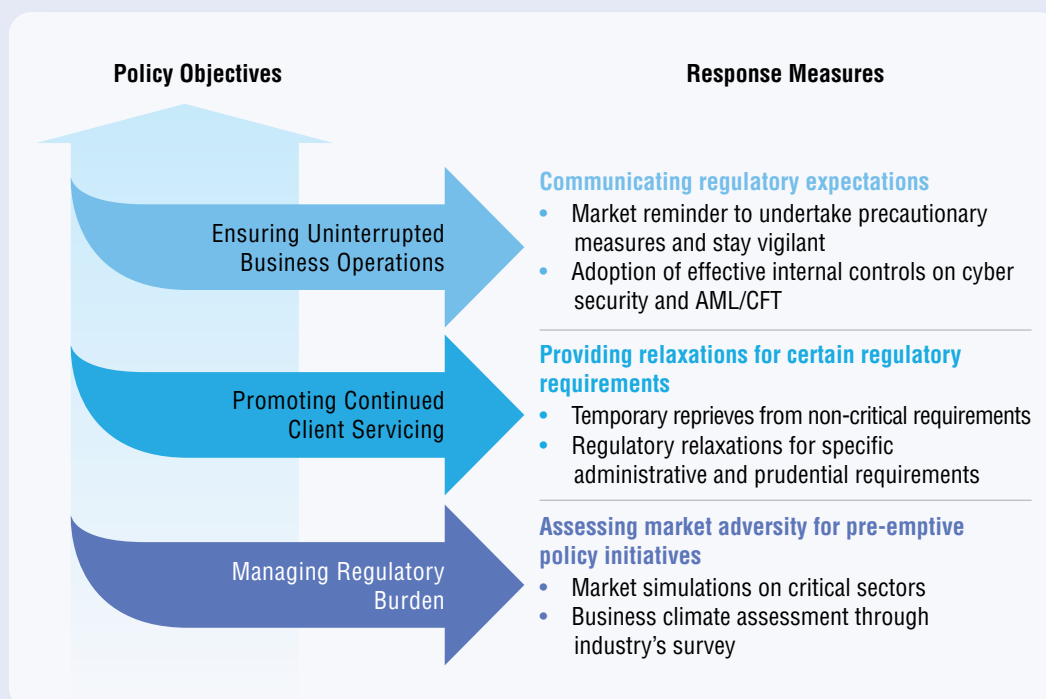 Policy Objectives
Response Measures
Ensuring Uninterrupted
Business Operations
Communicating regulatory expectations
• Market reminder to undertake precautionary
measures and stay vigilant
• Adoption of effective internal controls on cyber
security and AML/CFT
Promoting Continued
Client Servicing
Providing relaxations for certain regulatory
requirements
• Temporary reprieves from non-critical requirements
• Regulatory relaxations for specific
administrative and prudential requirements
Managing Regulatory
Burden
Assessing market adversity for pre-emptive
policy initiatives
• Market simulations on critical sectors
• Business climate assessment through
industry’s survey